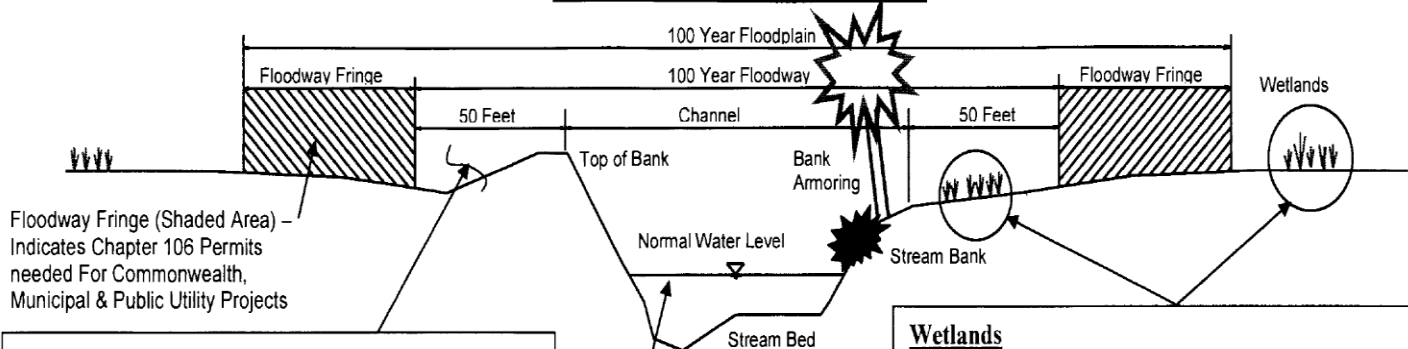 100 Year Floodplain
Floodway Fringe
100 Year Floodway
Floodway Fringe
Wetlands
50 Feet
Channel
50 Feet
Top of Bank
Bank
Armoring
Floodway Fringe (Shaded Area) –
Indicates Chapter 106 Permits
needed For Commonwealth,
Municipal & Public Utility Projects
Normal Water Level
Stream Bank
Stream Bed
Wetlands